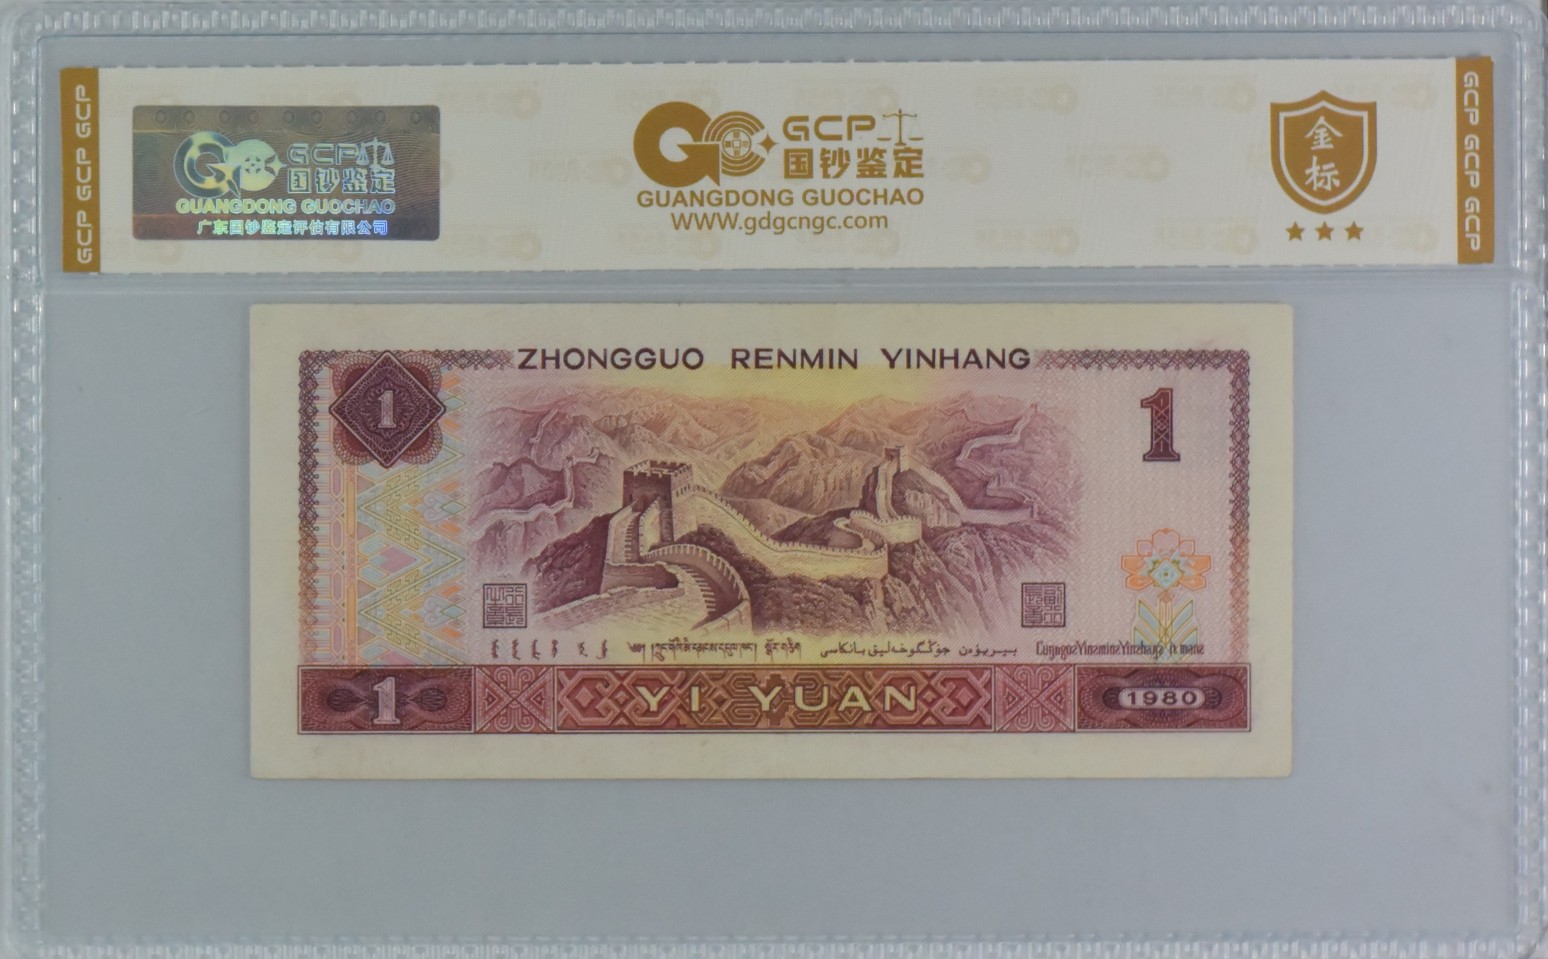 GCP GCP GCP
GCP
国钞鉴定
GUANGDONG GUOCHAO
广东国钞鉴定评估有限公司
GCP
国钞鉴定
GUANGDONG GUOCHAO
WWW.gdgcngc.com
金标
GCP GCP GCP
ZHONGGUO RENMIN YINHANG
1
1
1
YI YUAN
1980